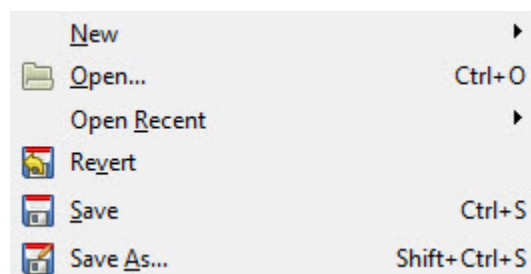 New
Open... Ctrl+O
Open Recent
Revert
Save Ctrl+S
Save As... Shift+Ctrl+S